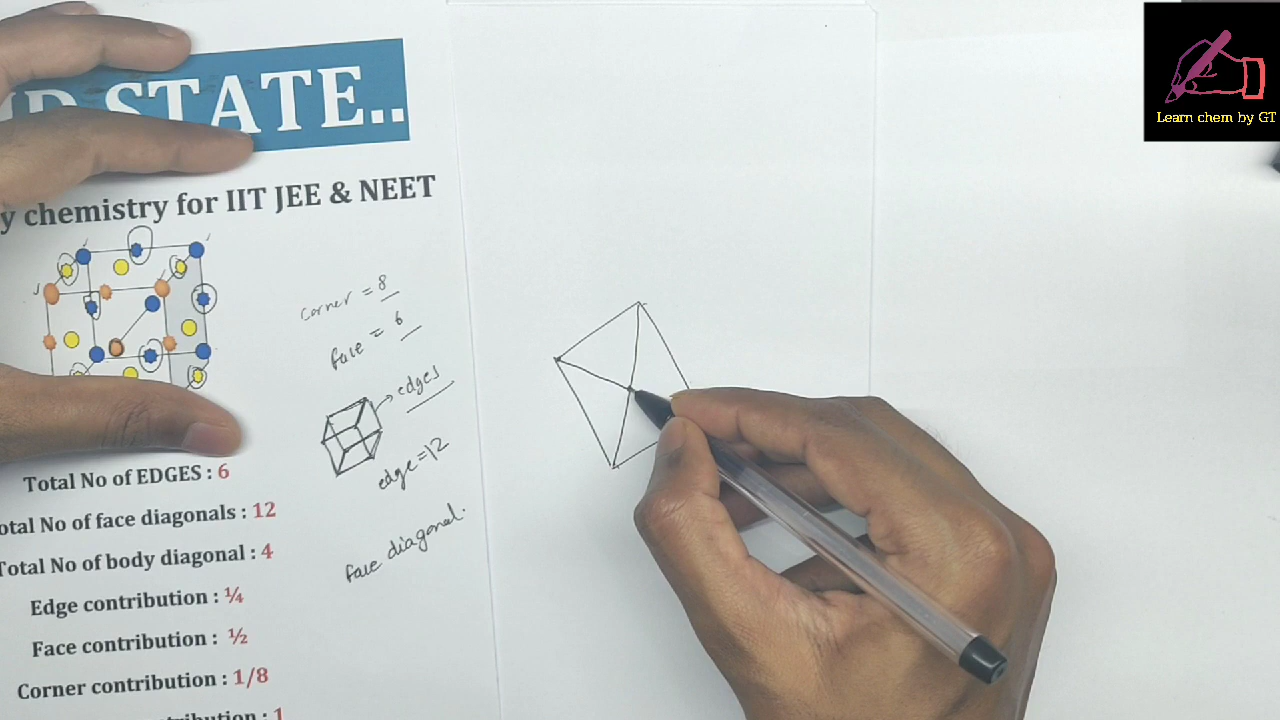 STATE..
y chemistry for IIT JEE & NEET
corner = 8
face = 6
edges
edge=12
face diagonal.
Total No of EDGES : 6
otal No of face diagonals : 12
Total No of body diagonal : 4
Edge contribution : ¼
Face contribution : ½
Corner contribution : 1/8
tribution : 1
Learn chem by GT